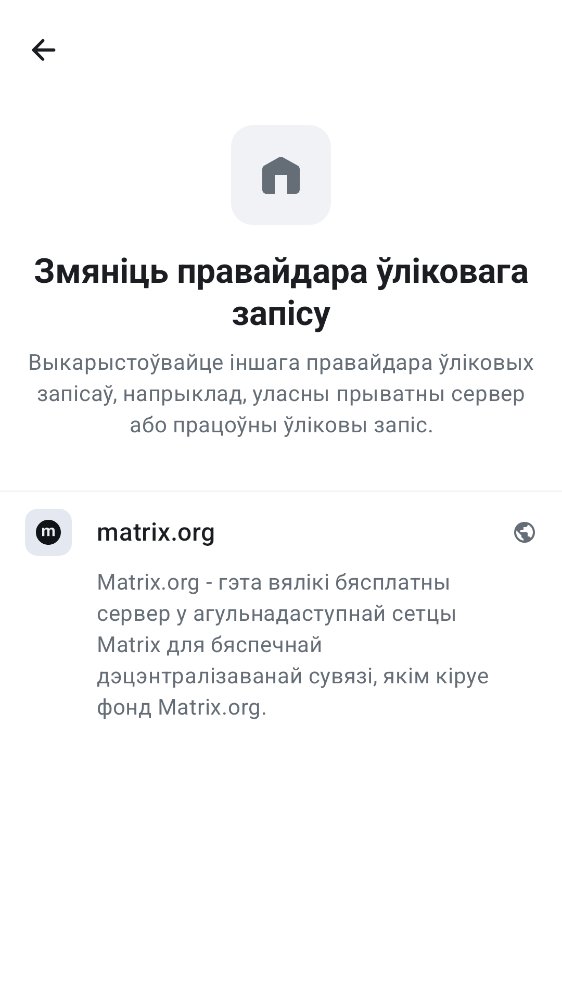 Змяніць правайдара ўліковага
запісу
Выкарыстоўвайце іншага правайдара ўліковых
запісаў, напрыклад, уласны прыватны сервер
або працоўны ўліковы запіс.
m
matrix.org
Matrix.org - гэта вялікі бясплатны
сервер у агульнадаступнай сетцы
Matrix для бяспечнай
дэцэнтралізаванай сувязі, якім кіруе
фонд Matrix.org.